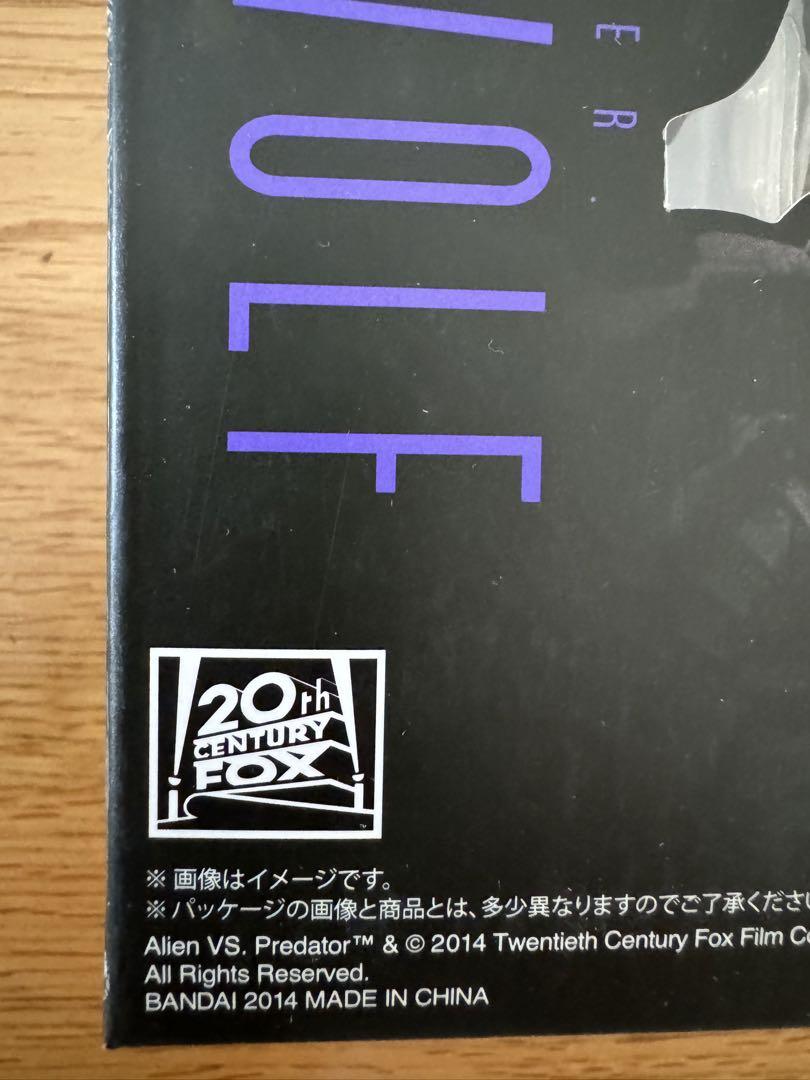 ER
WOLF
20th
CENTURY
FOX
™
※ 画像はイメージです。
※ パッケージの画像と商品とは、多少異なりますのでご了承くださ
Alien VS. Predator™ & © 2014 Twentieth Century Fox Film
All Rights Reserved.
BANDAI 2014 MADE IN CHINA